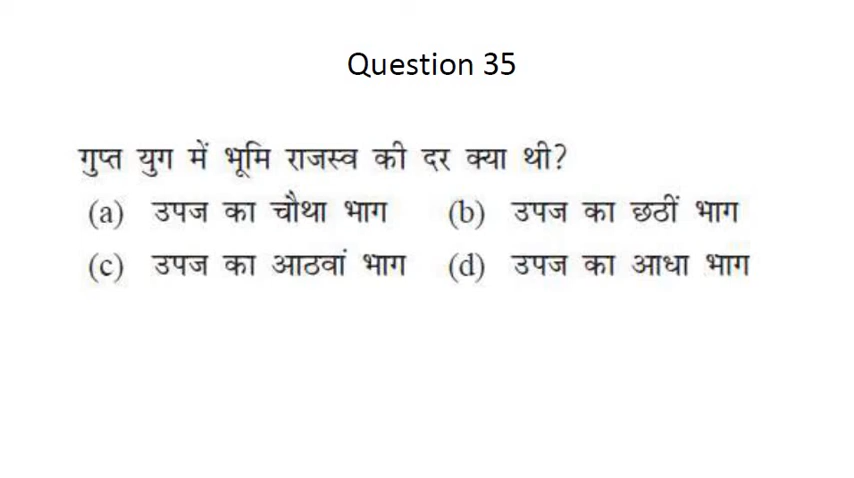 Question 35
गुप्त युग में भूमि राजस्व की दर क्या थी?
(a) उपज का चौथा भाग (b) उपज का छठीं भाग
(c) उपज का आठवां भाग (d) उपज का आधा भाग